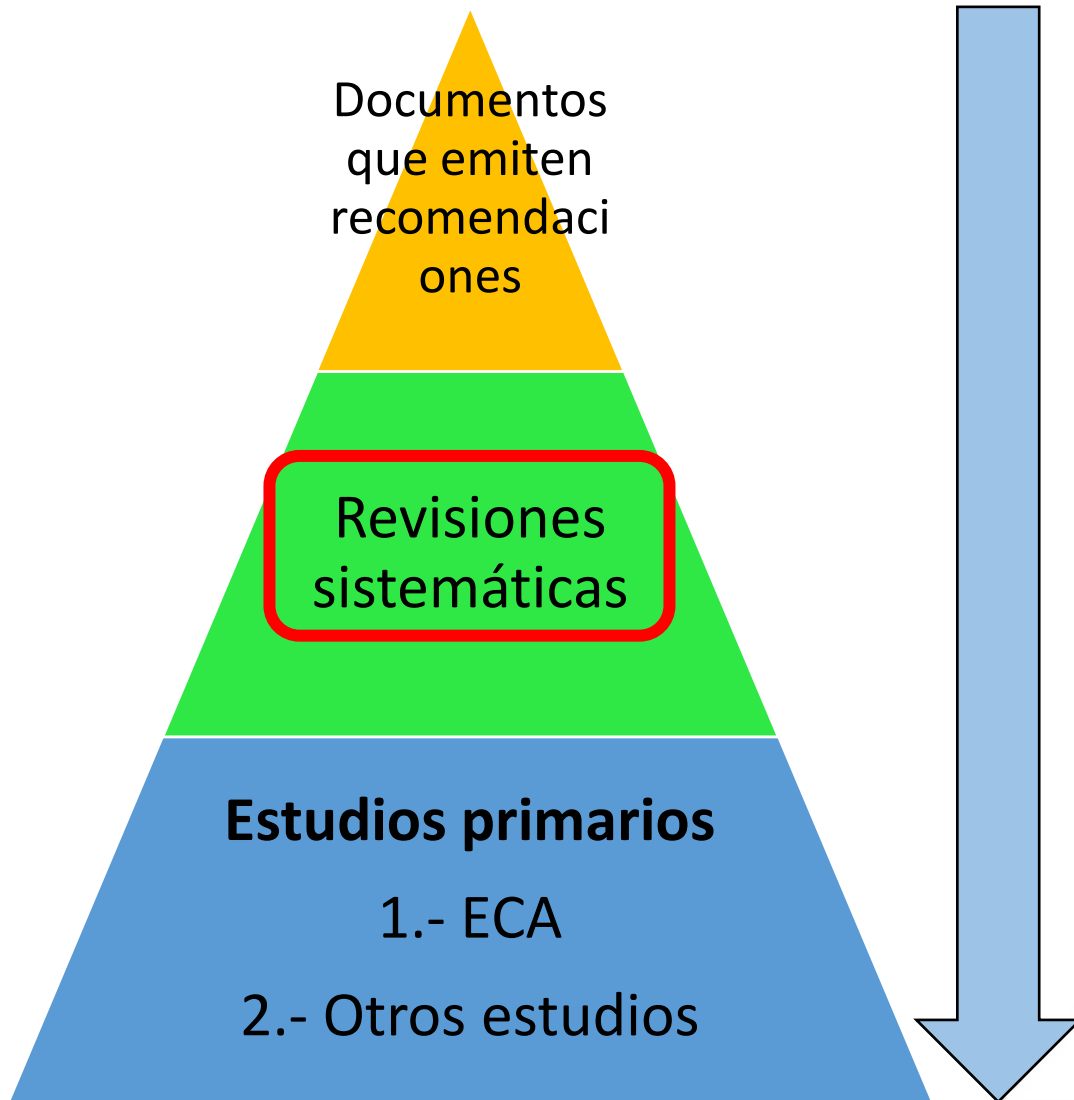 Documentos
que emiten
recomendaci
ones
Revisiones
sistemáticas
Estudios primarios
1.- ECA
2.- Otros estudios